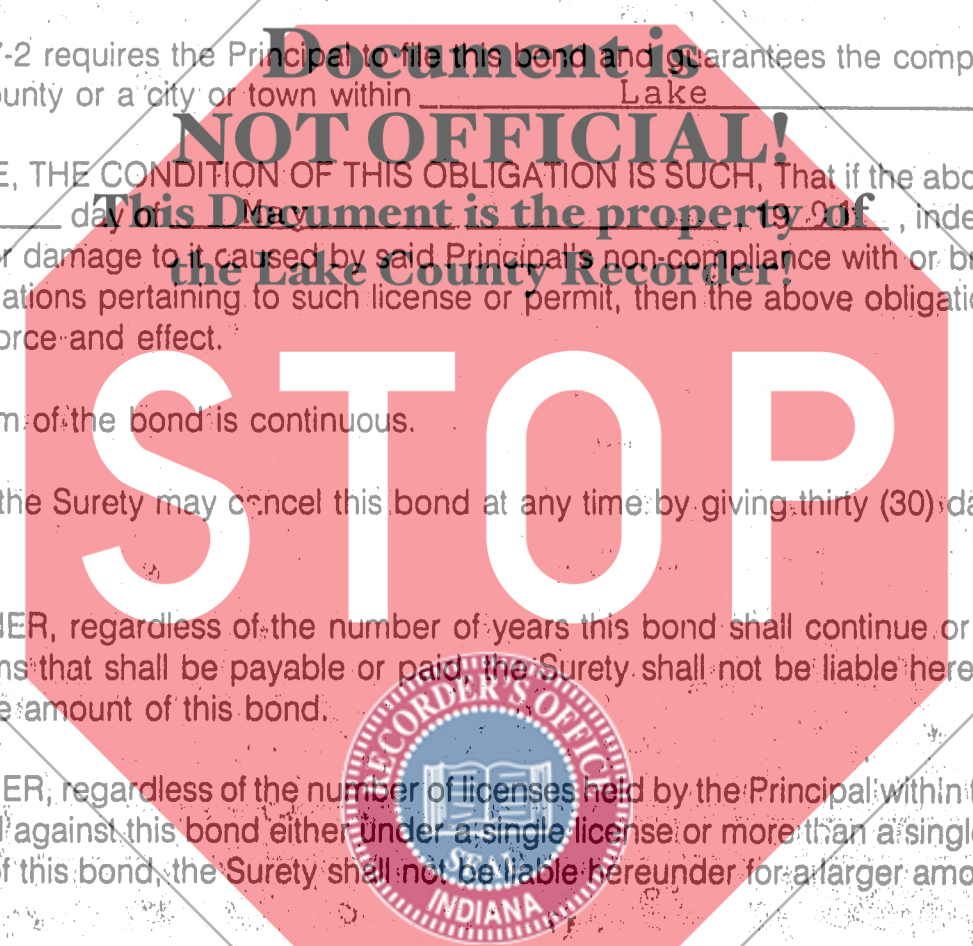 Document is
-2 requires the Principal to file this bond and guarantees the comp
ounty or a city or town within Lake
NOT OFFICIAL!
E, THE CONDITION OF THIS OBLIGATION IS SUCH, That if the abo
day of May 19 , inde
This Document is the property of
r damage to it caused by said Principal's non-compliance with or br
the Lake County Recorder!
ations pertaining to such license or permit, then the above obligati
orce and effect.
STOP
m of the bond is continuous.
the Surety may cancel this bond at any time by giving thirty (30) da
ER, regardless of the number of years this bond shall continue or
ns that shall be payable or paid, the Surety shall not be liable here
e amount of this bond.
RECORDER'S OFFICE
ER, regardless of the number of licenses held by the Principal within
against this bond either under a single license or more than a singl
f this bond, the Surety shall not be liable hereunder for a larger amo
SEAL
INDIANA